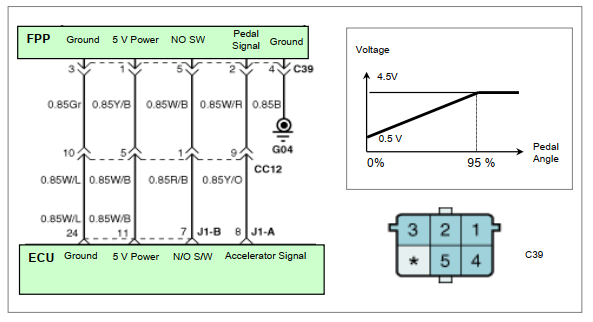 FPP Ground 5 V Power NO SW Pedal Signal Ground
3 1 5 2 4 C39
0.85Gr 0.85Y/B 0.85W/B 0.85W/R 0.85B
G04
10 5 1 9
CC12
0.85W/L 0.85W/B 0.85R/B 0.85Y/O
0.85W/L 0.85W/B
24 11 7 J1-B 8 J1-A
ECU Ground 5 V Power N/O S/W Accelerator Signal
Voltage
4.5V
0.5 V
0% 95 %
Pedal
Angle
3 2 1
* 5 4
C39